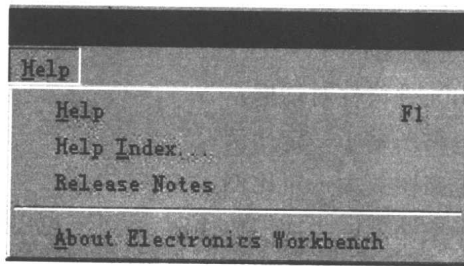 Help
Help F1
Help Index...
Release Notes
About Electronics Workbench